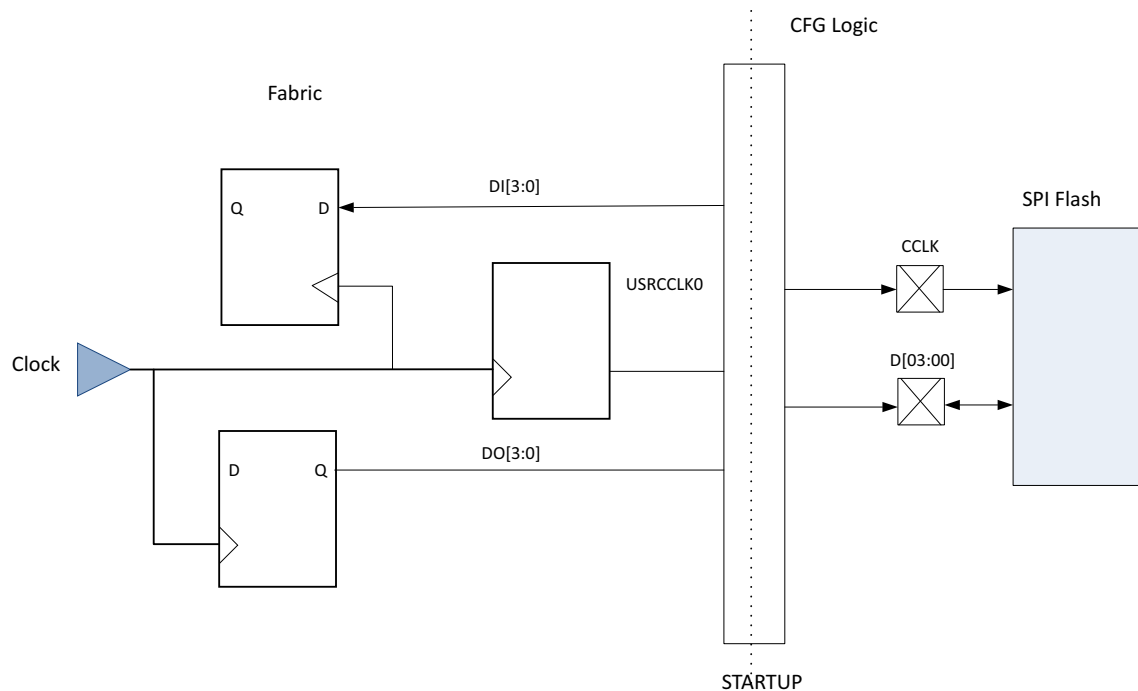 CFG Logic
Fabric
DI[3:0]
Q D
SPI Flash
CCLK
USRCCLK0
Clock
D[03:00]
DO[3:0]
D Q
STARTUP